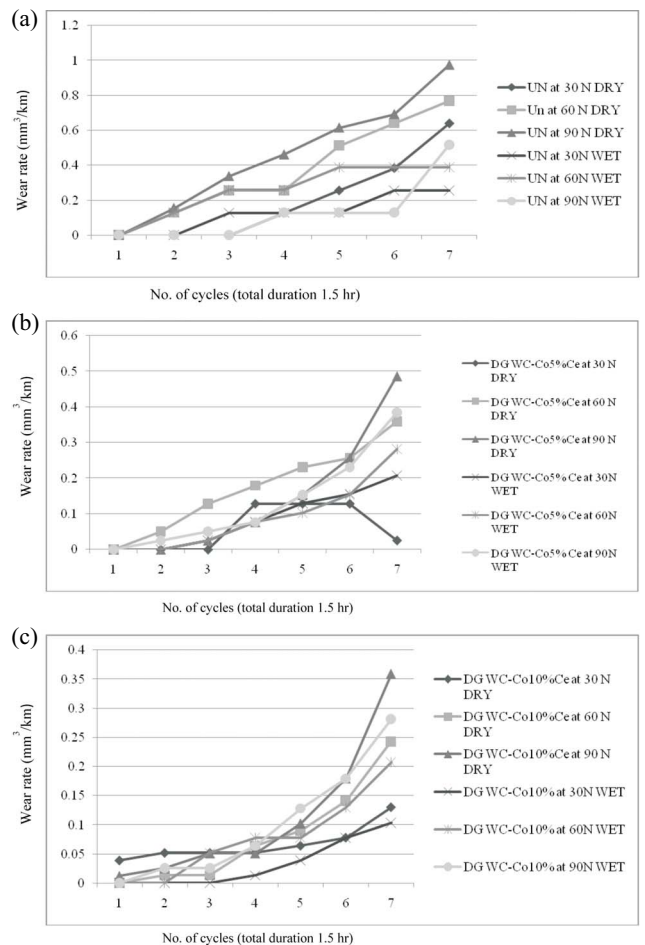 (a)
1.2
1
0.8
0.6
0.4
0.2
0
Wear rate (mm³/km)
1 2 3 4 5 6 7
No. of cycles (total duration 1.5 hr)
UN at 30 N DRY
Un at 60 N DRY
UN at 90 N DRY
UN at 30N WET
UN at 60N WET
UN at 90N WET
(b)
0.6
0.5
0.4
0.3
0.2
0.1
0
Wear rate (mm³/km)
1 2 3 4 5 6 7
No. of cycles (total duration 1.5 hr)
DG WC-Co5%Ce at 30 N
DRY
DG WC-Co5%Ce at 60 N
DRY
DG WC-Co5%Ce at 90 N
DRY
DG WC-Co5%Ce at 30N
WET
DG WC-Co5%Ce at 60N
WET
DG WC-Co5%Ce at 90N
WET
(c)
0.4
0.35
0.3
0.25
0.2
0.15
0.1
0.05
0
Wear rate (mm³/km)
1 2 3 4 5 6 7
No. of cycles (total duration 1.5 hr)
DG WC-Co10%Ce at 30 N
DRY
DG WC-Co10%Ce at 60 N
DRY
DG WC-Co10%Ce at 90 N
DRY
DG WC-Co10% at 30N WET
DG WC-Co10% at 60N WET
DG WC-Co10% at 90N WET